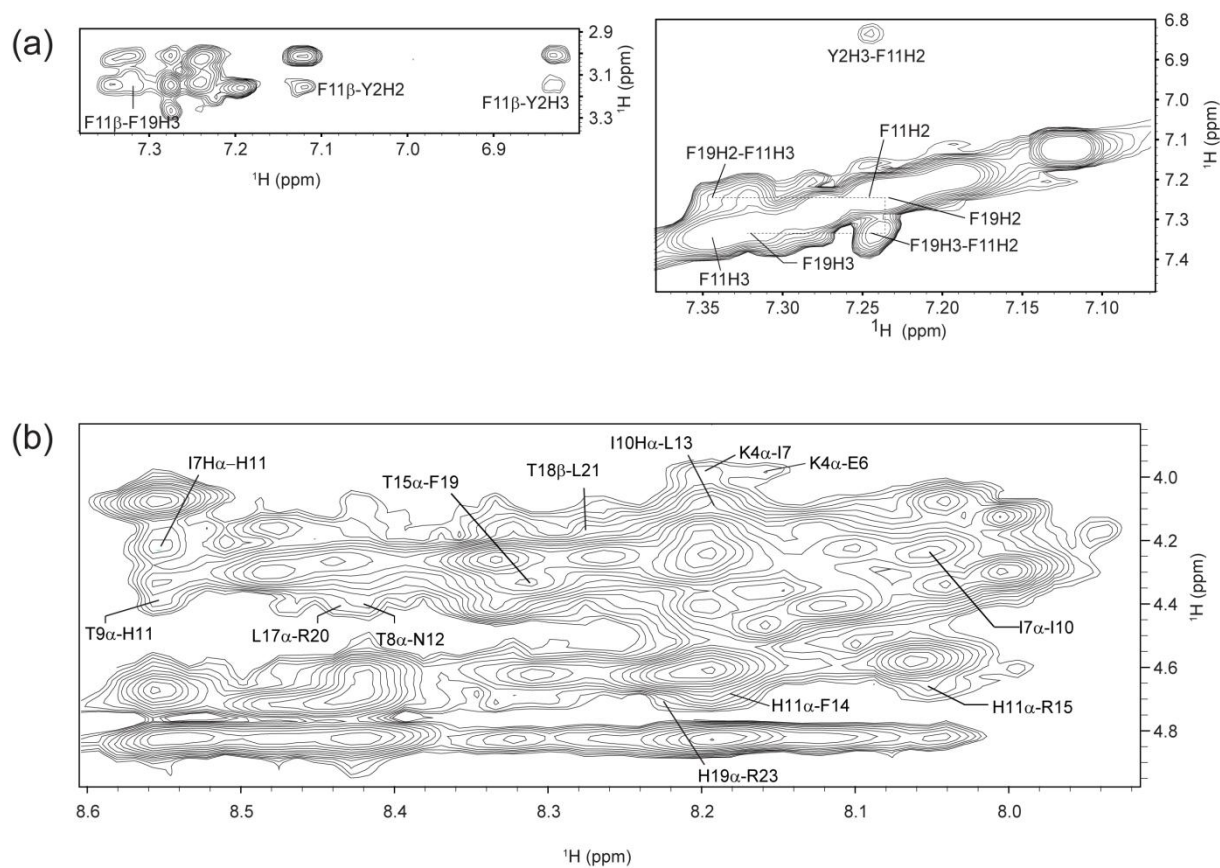 (a)
F11β-F19H3
F11β-Y2H2
F11β-Y2H3
2.9
3.1
3.3
¹H (ppm)
7.3
7.2
7.1
7.0
6.9
¹H (ppm)
Y2H3-F11H2
F19H2-F11H3
F11H2
F19H2
F19H3-F11H2
F19H3
F11H3
6.8
6.9
7.0
7.1
7.2
7.3
7.4
¹H (ppm)
7.35
7.30
7.25
7.20
7.15
7.10
¹H (ppm)
(b)
I7Hα–H11
T15α-F19
T18β-L21
I10Hα-L13
K4α-I7
K4α-E6
T9α-H11
L17α-R20
T8α-N12
I7α-I10
H11α-F14
H11α-R15
H19α-R23
4.0
4.2
4.4
4.6
4.8
¹H (ppm)
8.6
8.5
8.4
8.3
8.2
8.1
8.0
¹H (ppm)